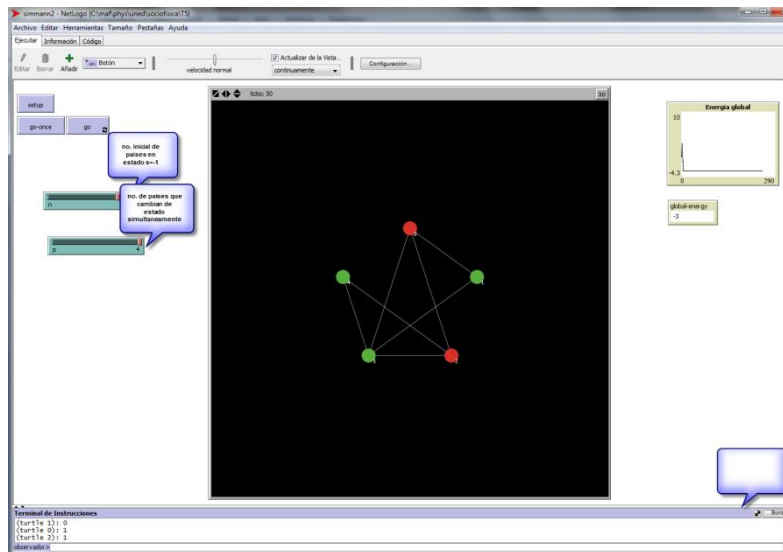 simmann2 - NetLogo {C:\maf\phys\uned\sociofisica\T5}
Archivo Editar Herramientas Tamaño Pestañas Ayuda
Ejecutar Información Código
Editar Borrar Añadir
Botón
velocidad normal
Actualizar de la Vista...
continuamente
Configuración...
setup
go-once go
ticks: 50
3D
no. inicial de
países en
estado s=-1
n
no. de países que
cambian de
estado
simultaneamente
p 4
Energía global
10
-4.3
0 290
global-energy
-3
Terminal de Instrucciones
(turtle 1): 0
(turtle 0): 1
(turtle 2): 1
observador>